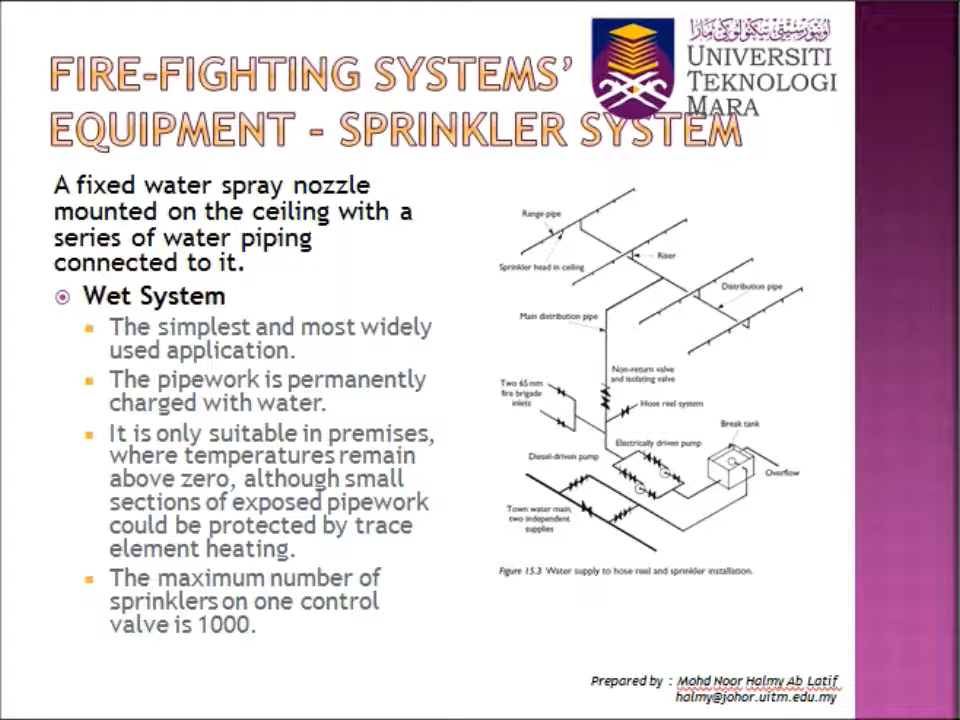 FIRE-FIGHTING SYSTEMS’
EQUIPMENT – SPRINKLER SYSTEM
UNIVERSITI
TEKNOLOGI
MARA
A fixed water spray nozzle
mounted on the ceiling with a
series of water piping
connected to it.
Wet System
The simplest and most widely
used application.
The pipework is permanently
charged with water.
It is only suitable in premises,
where temperatures remain
above zero, although small
sections of exposed pipework
could be protected by trace
element heating.
The maximum number of
sprinklers on one control
valve is 1000.
Range pipe
Sprinkler head in ceiling
Riser
Distribution pipe
Main distribution pipe
Non-return valve
and isolating valve
Two 65-mm
fire brigade
inlets
Hose reel system
Break tank
Electrically driven pump
Diesel-driven pump
Overflow
Town water main,
two independent
supplies
Figure 15.3 Water supply to hose reel and sprinkler installation.
Prepared by : Mohd Noor Halmy Ab Latif
halmy@johor.uitm.edu.my